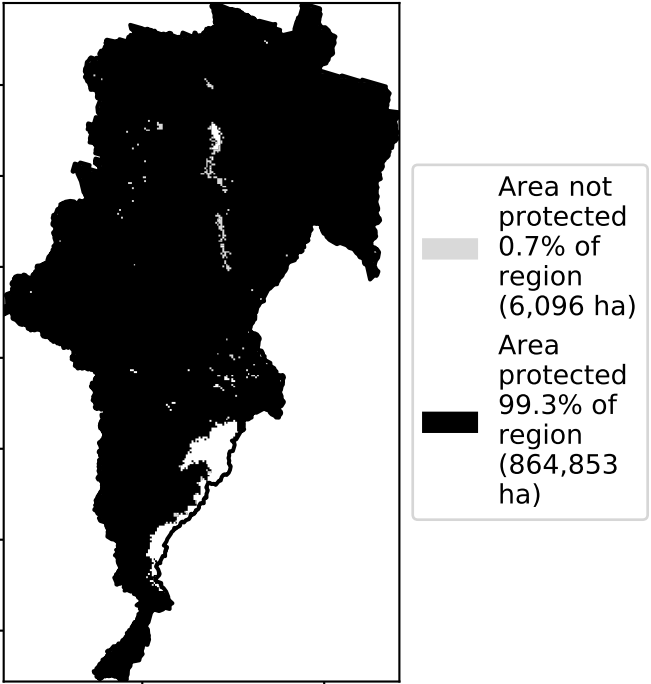 Area not
protected
0.7% of
region
(6,096 ha)
Area
protected
99.3% of
region
(864,853
ha)